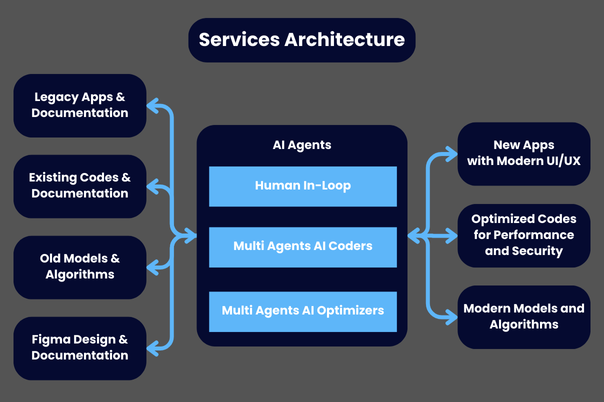 Services Architecture
Legacy Apps &
Documentation
Existing Codes &
Documentation
Old Models &
Algorithms
Figma Design &
Documentation
AI Agents
Human In-Loop
Multi Agents AI Coders
Multi Agents AI Optimizers
New Apps
with Modern UI/UX
Optimized Codes
for Performance
and Security
Modern Models and
Algorithms